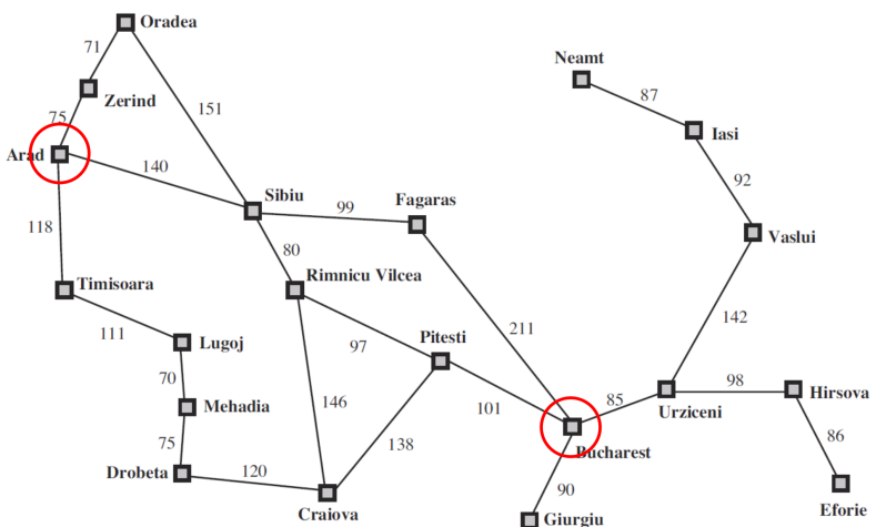 Oradea
71
Neamt
87
Zerind
151
75
Iasi
Arad
140
92
Sibiu
Fagaras
99
118
Vaslui
80
Timisoara
Rimnicu Vilcea
142
111
211
Pitesti
Lugoj
97
70
98
Hirsova
85
146
101
Urziceni
Mehadia
86
75
138
Bucharest
Drobeta
120
90
Eforie
Craiova
Giurgiu